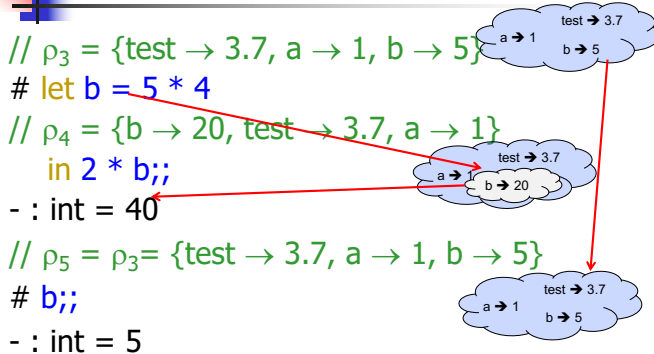 // ρ₃ = {test → 3.7, a → 1, b → 5}
# let b = 5 * 4
// ρ₄ = {b → 20, test → 3.7, a → 1}
in 2 * b;;
- : int = 40
// ρ₅ = ρ₃= {test → 3.7, a → 1, b → 5}
# b;;
- : int = 5
test ➔ 3.7
a ➔ 1
b ➔ 5
test ➔ 3.7
a ➔ 1
b ➔ 20
test ➔ 3.7
a ➔ 1
b ➔ 5